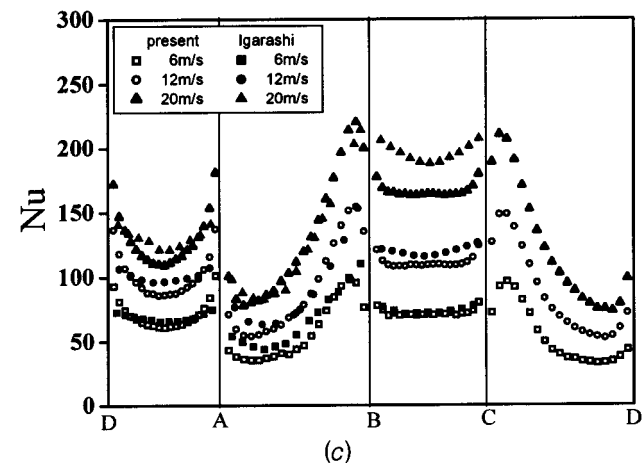 300
250
200
150
100
50
0
Nu
present Igarashi
6m/s 6m/s
12m/s 12m/s
20m/s 20m/s
D A B C D
(c)